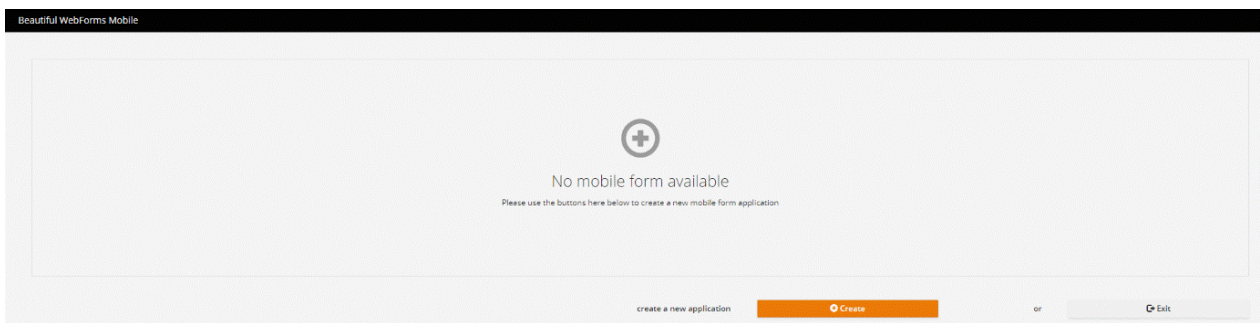 Beautiful WebForms Mobile
No mobile form available
Please use the buttons here below to create a new mobile form application
create a new application Create or Exit